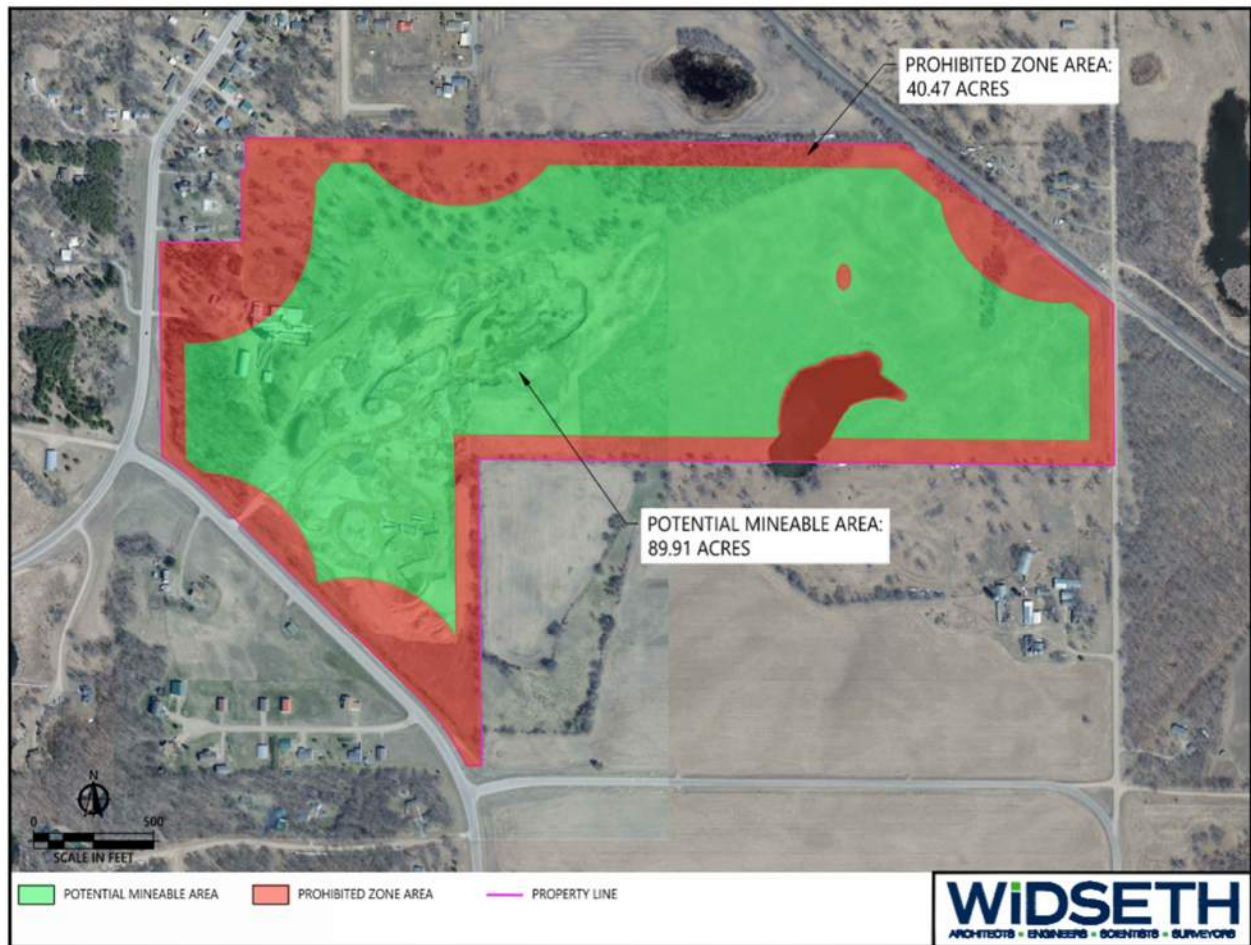 PROHIBITED ZONE AREA:
40.47 ACRES
POTENTIAL MINEABLE AREA:
89.91 ACRES
N
0 500
SCALE IN FEET
POTENTIAL MINEABLE AREA PROHIBITED ZONE AREA PROPERTY LINE
WiDSETH
ARCHITECTS ▪ ENGINEERS ▪ SCIENTISTS ▪ SURVEYORS